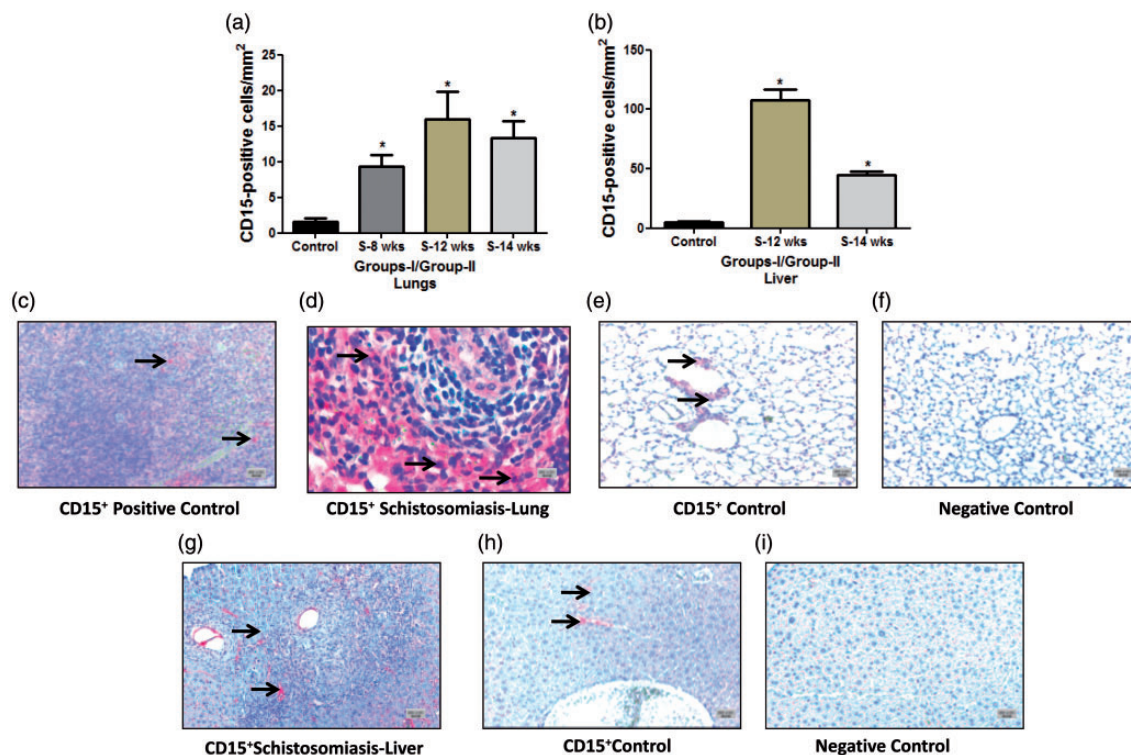 (a)
CD15-positive cells/mm²
25
20
15
10
5
0
*
*
*
Control
S-8 wks
S-12 wks
S-14 wks
Groups-I/Group-II
Lungs
(b)
CD15-positive cells/mm²
150
100
50
0
*
*
Control
S-12 wks
S-14 wks
Groups-I/Group-II
Liver
(c)
CD15⁺ Positive Control
(d)
CD15⁺ Schistosomiasis-Lung
(e)
CD15⁺ Control
(f)
Negative Control
(g)
CD15⁺Schistosomiasis-Liver
(h)
CD15⁺Control
(i)
Negative Control